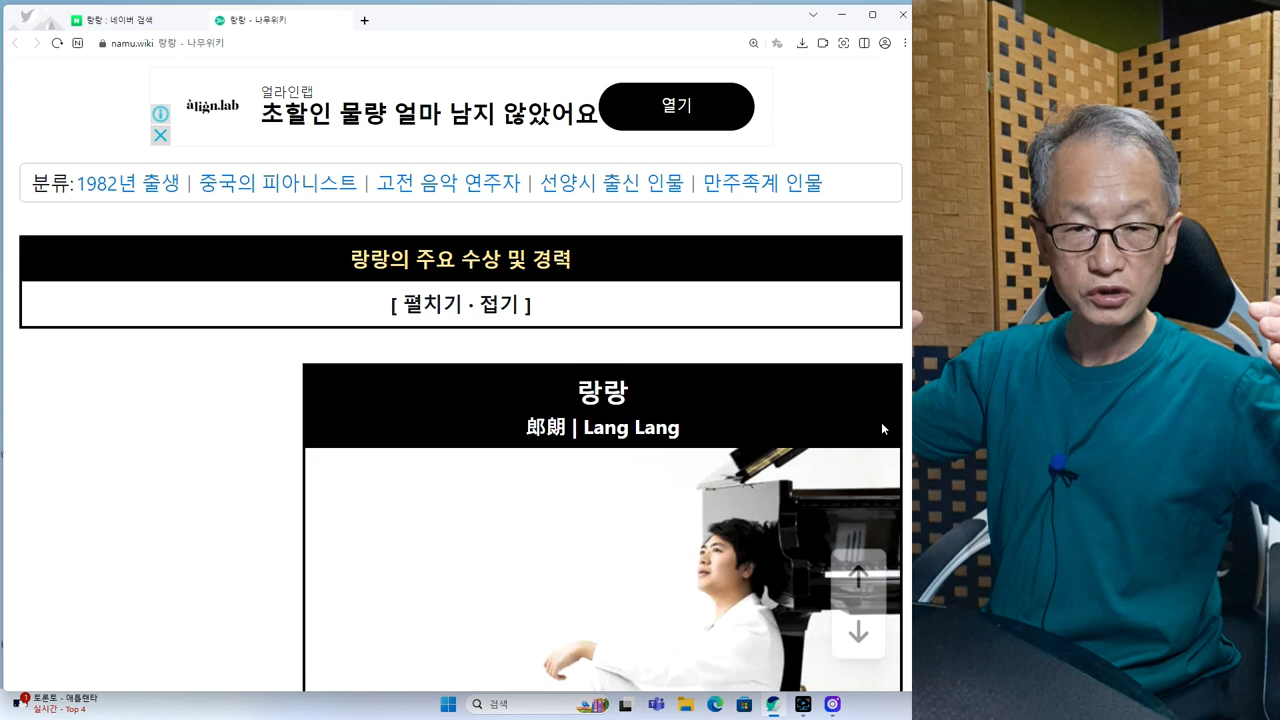 랑랑 : 네이버 검색
랑랑 - 나무위키
namu.wiki 랑랑 - 나무위키
align.lab
얼라인랩
초할인 물량 얼마 남지 않았어요
열기
분류: 1982년 출생 | 중국의 피아니스트 | 고전 음악 연주자 | 선양시 출신 인물 | 만주족계 인물
랑랑의 주요 수상 및 경력
[ 펼치기 · 접기 ]
랑랑
郎朗 | Lang Lang
1
토론토 - 애틀랜타
실시간 - Top 4
검색